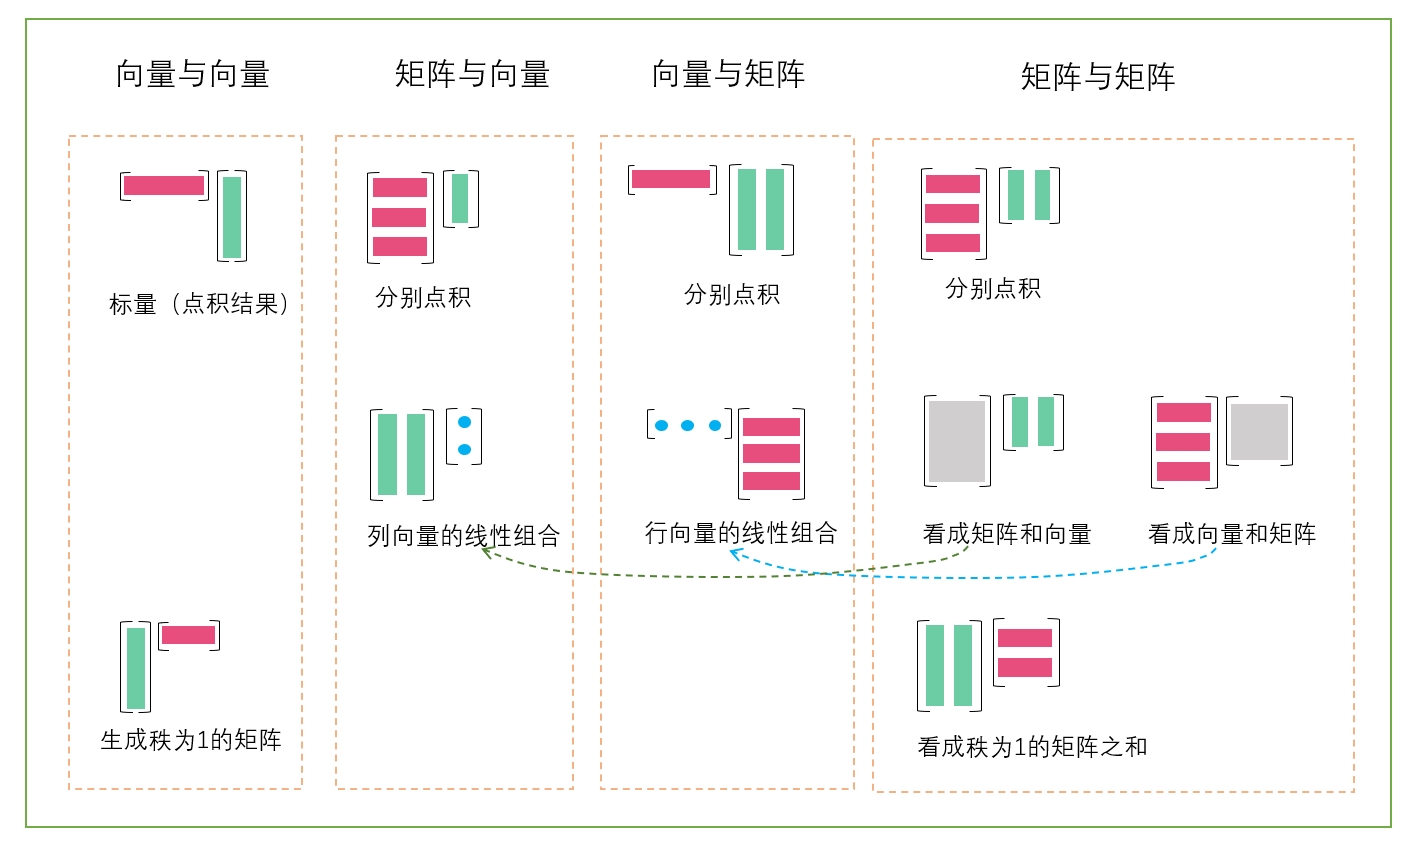 向量与向量
矩阵与向量
向量与矩阵
矩阵与矩阵
标量（点积结果）
分别点积
分别点积
分别点积
列向量的线性组合
行向量的线性组合
看成矩阵和向量
看成向量和矩阵
生成秩为1的矩阵
看成秩为1的矩阵之和